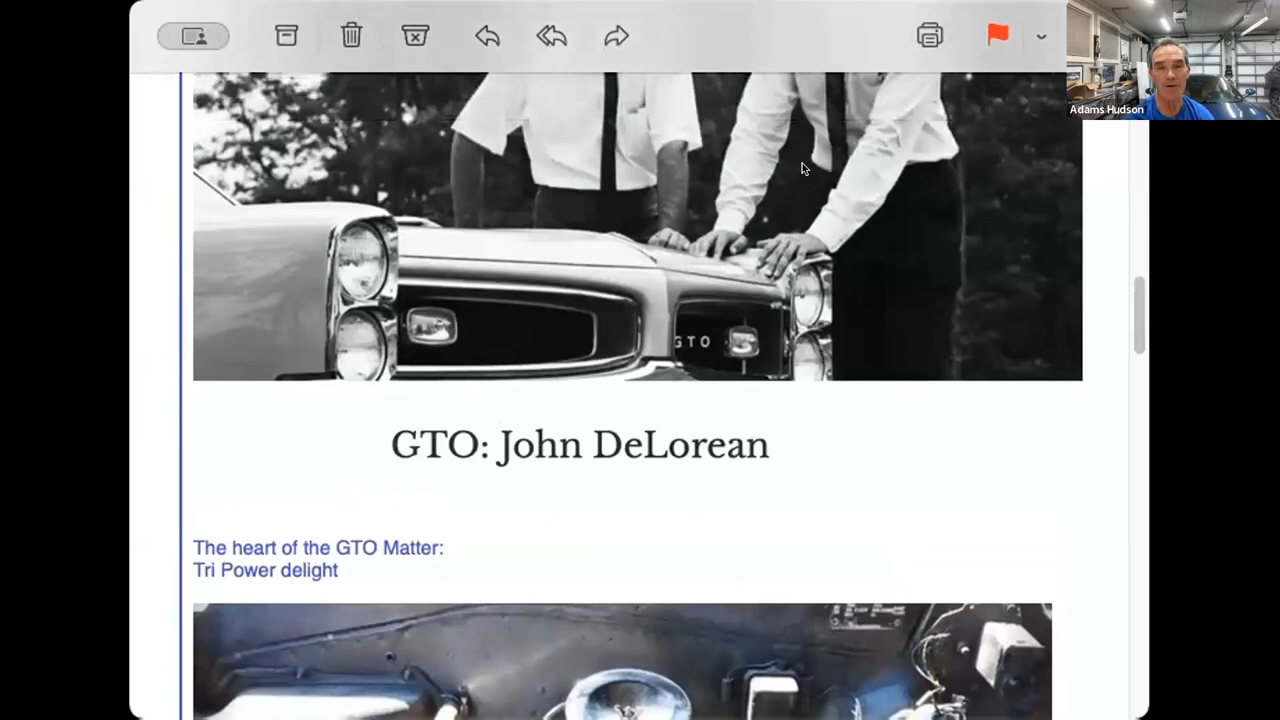 Adams Hudson
GTO
GTO: John DeLorean
The heart of the GTO Matter:
Tri Power delight